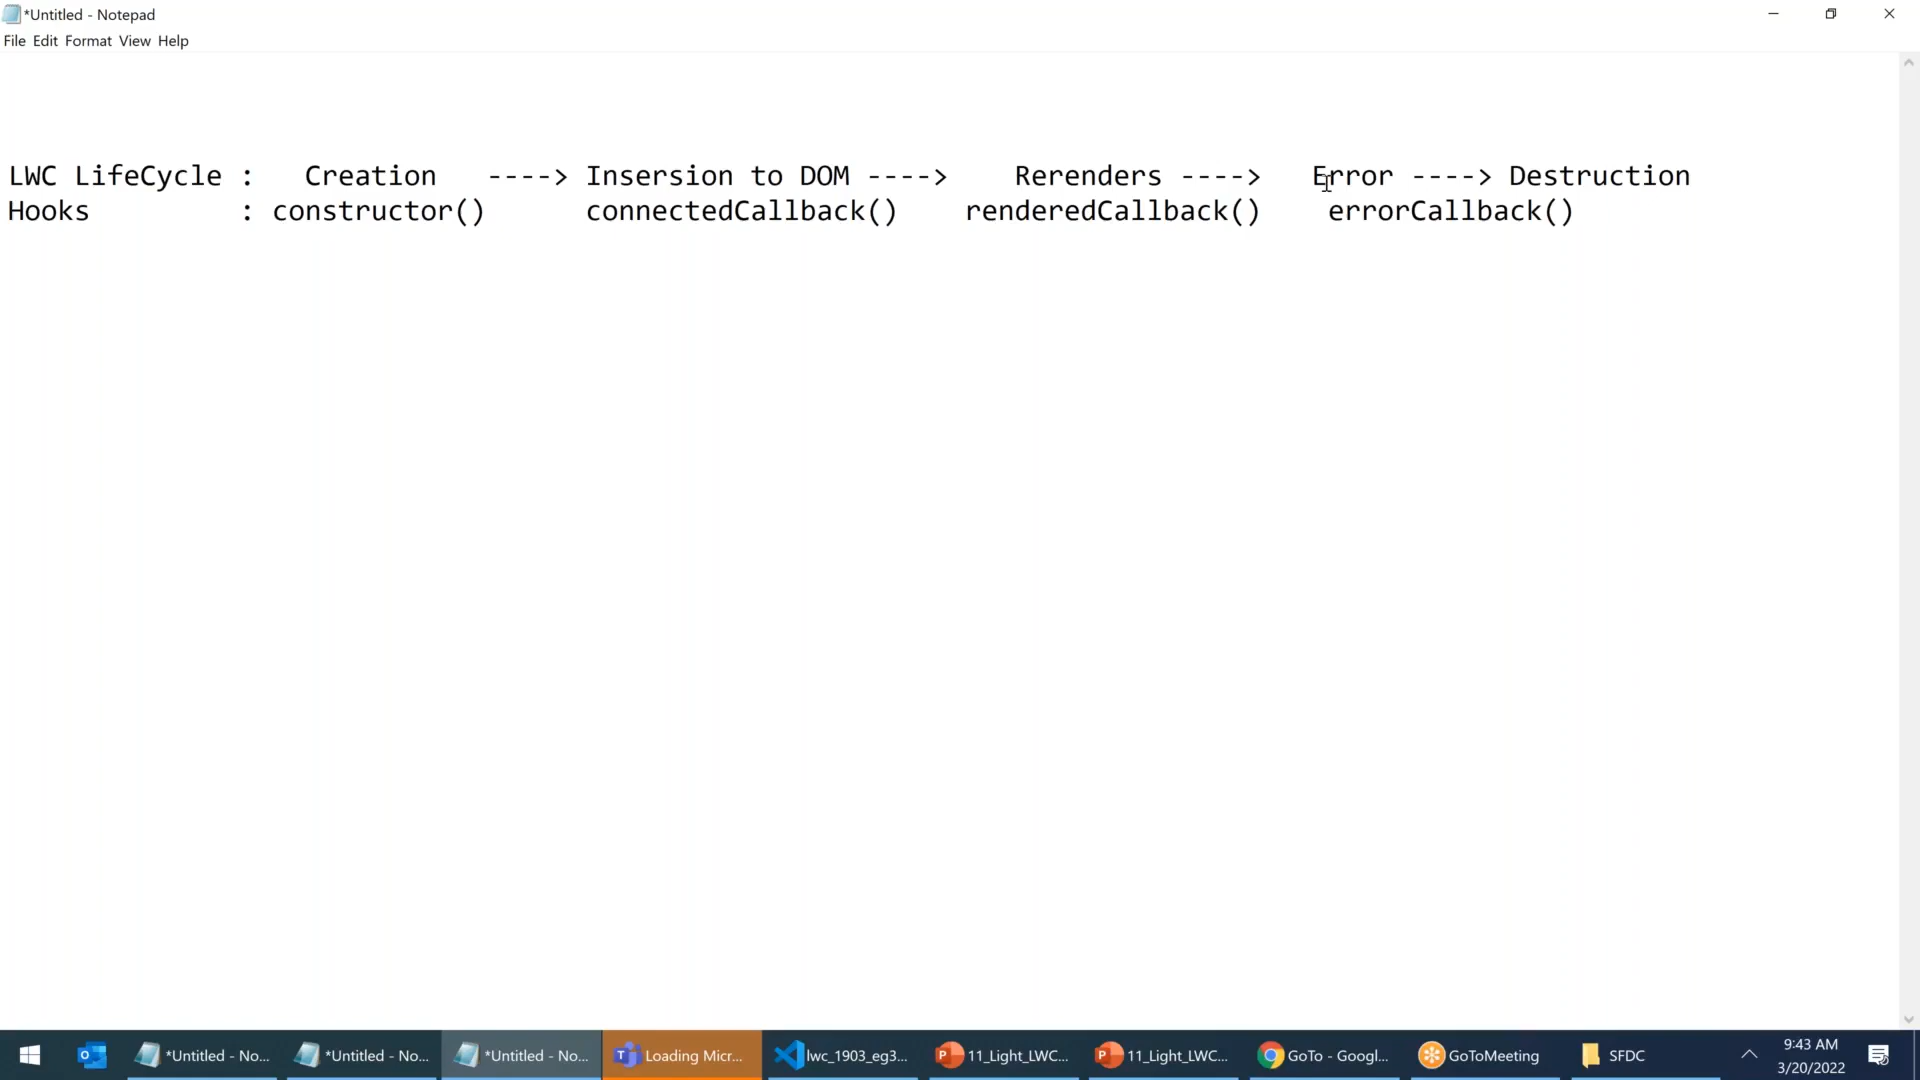 *Untitled - Notepad
File Edit Format View Help
LWC LifeCycle : Creation ----> Insersion to DOM ----> Rerenders ----> Error ----> Destruction
Hooks : constructor() connectedCallback() renderedCallback() errorCallback()
*Untitled - No... *Untitled - No... *Untitled - No... Loading Micr... lwc_1903_eg3... 11_Light_LWC... 11_Light_LWC... GoTo - Googl... GoToMeeting SFDC 9:43 AM
3/20/2022